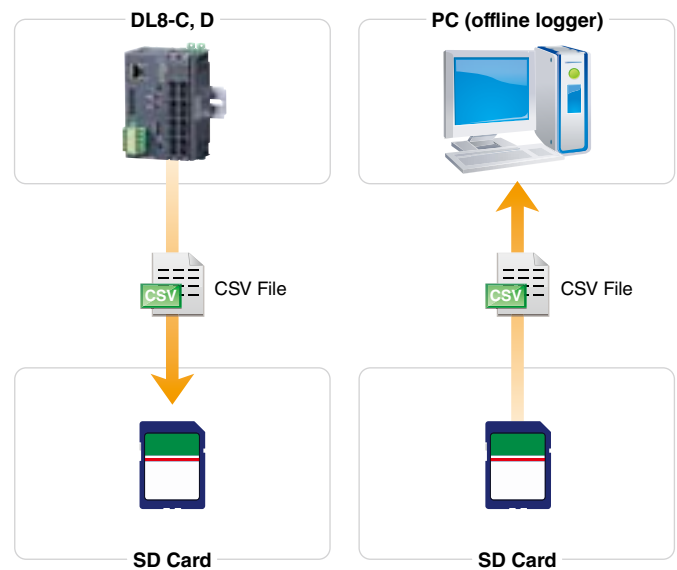 DL8-C, D
PC (offline logger)
CSV
CSV File
CSV
CSV File
SD Card
SD Card